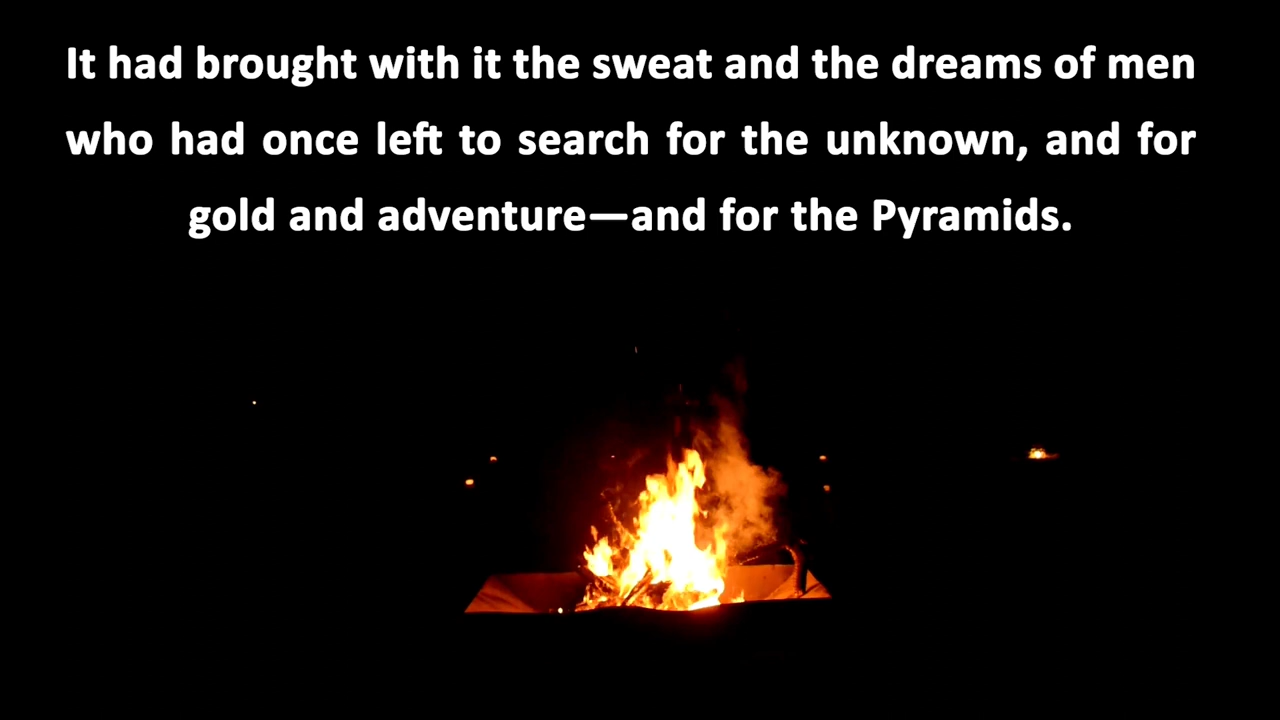 It had brought with it the sweat and the dreams of men
who had once left to search for the unknown, and for
gold and adventure—and for the Pyramids.